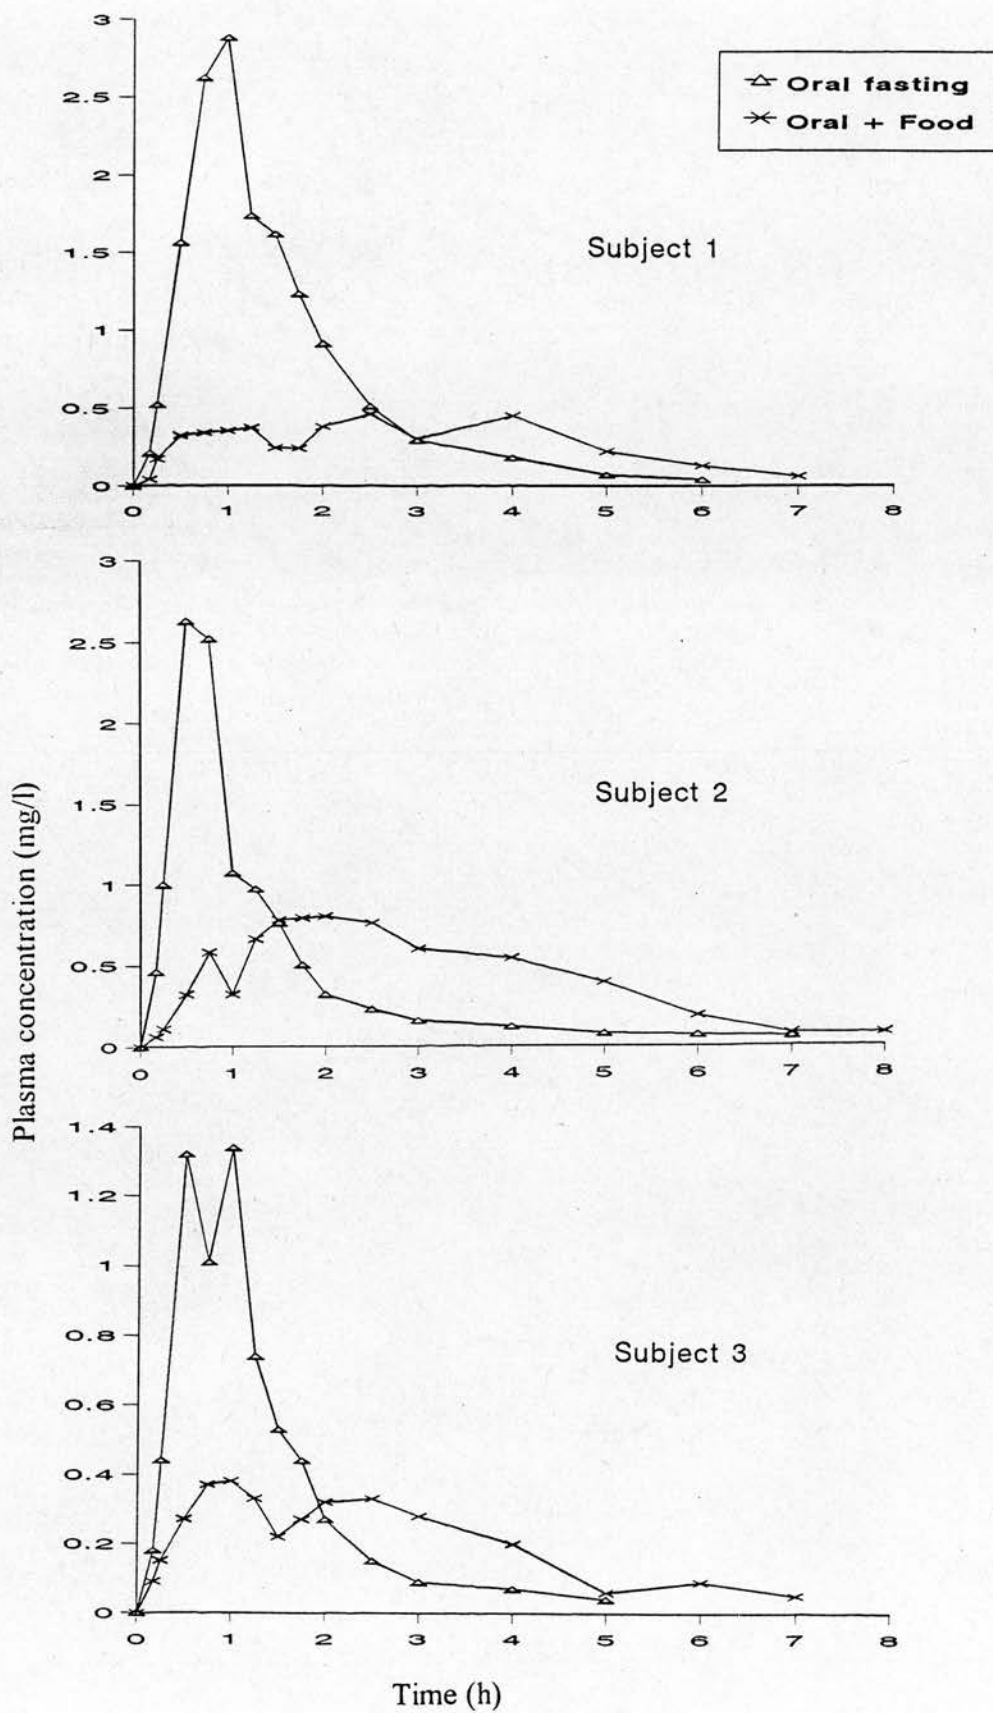 3
2.5
2
1.5
1
0.5
0
0 1 2 3 4 5 6 7 8
Oral fasting
Oral + Food
Subject 1
3
2.5
2
1.5
1
0.5
0
0 1 2 3 4 5 6 7 8
Subject 2
Plasma concentration (mg/l)
1.4
1.2
1
0.8
0.6
0.4
0.2
0
0 1 2 3 4 5 6 7 8
Subject 3
Time (h)